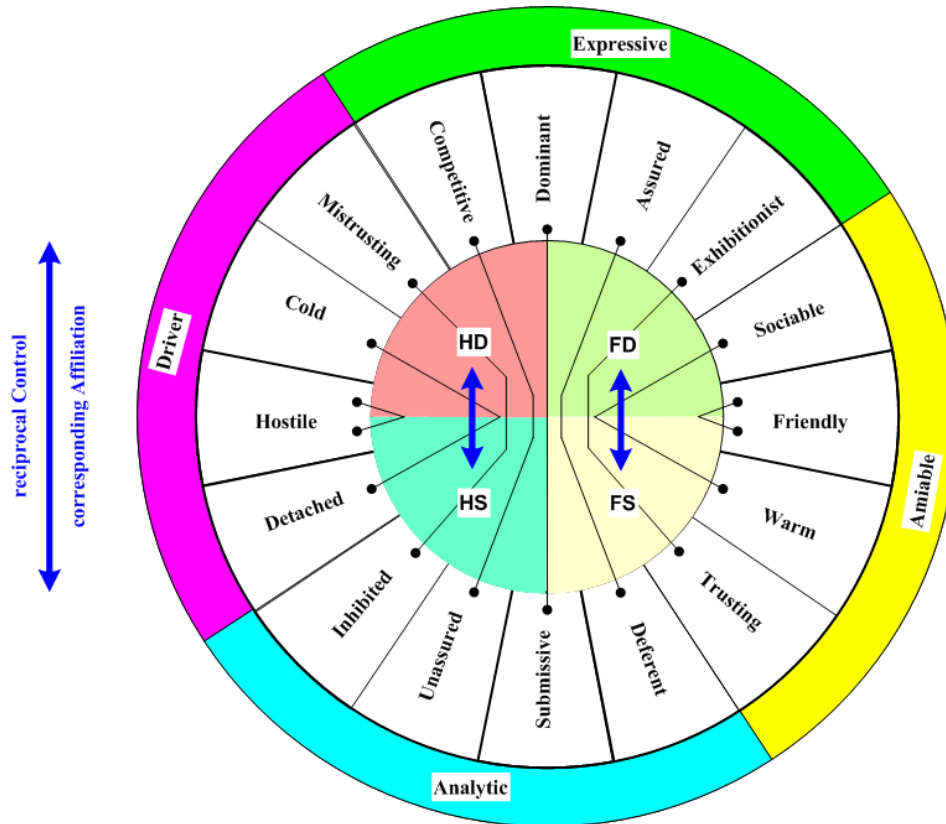 Expressive
Competitive
Dominant
Assured
Mistrusting
Exhibitionist
Cold
Sociable
Driver
HD
FD
reciprocal Control
corresponding Affiliation
Hostile
Friendly
Amiable
HS
FS
Detached
Warm
Inhibited
Trusting
Unassured
Submissive
Deferent
Analytic